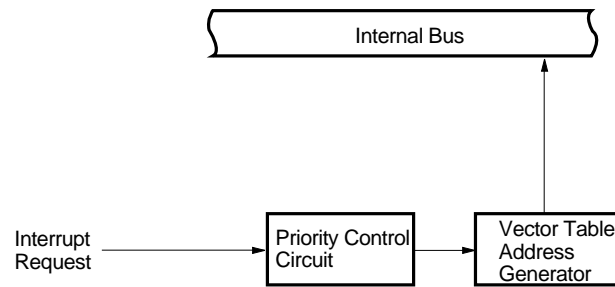 Internal Bus
Interrupt
Request
Priority Control
Circuit
Vector Table
Address
Generator